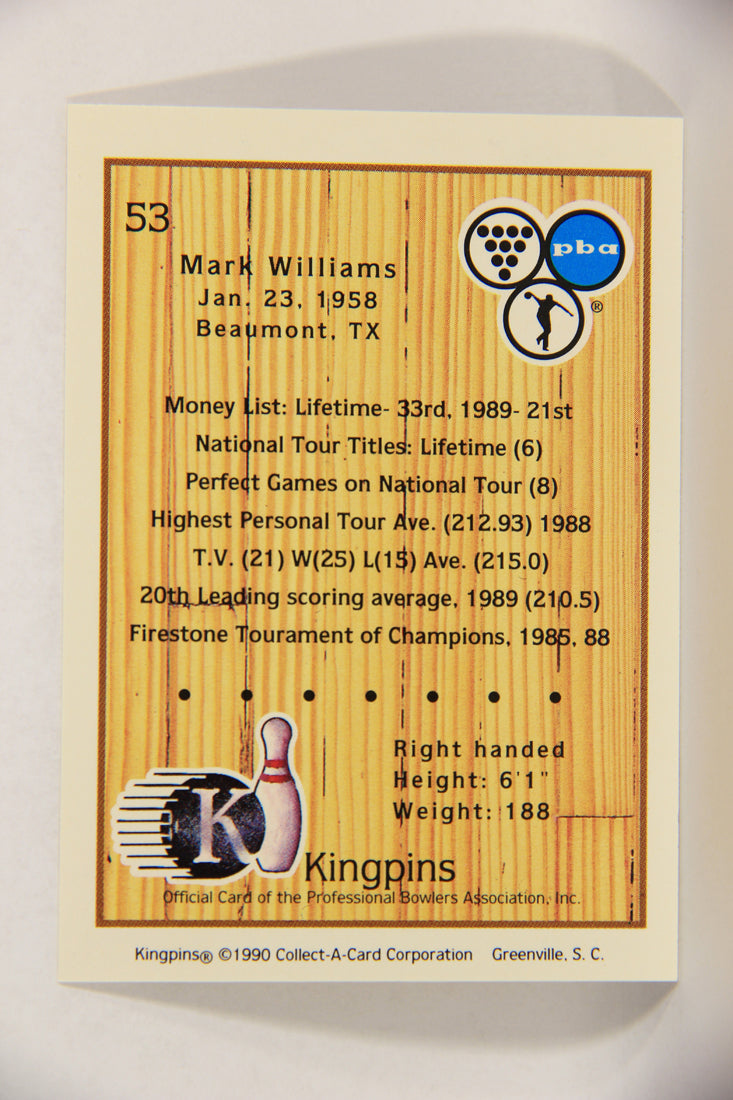 53
pba
®
Mark Williams
Jan. 23, 1958
Beaumont, TX
Money List: Lifetime- 33rd, 1989- 21st
National Tour Titles: Lifetime (6)
Perfect Games on National Tour (8)
Highest Personal Tour Ave. (212.93) 1988
T.V. (21) W(25) L(15) Ave. (215.0)
20th Leading scoring average, 1989 (210.5)
Firestone Tourament of Champions, 1985, 88
Right handed
Height: 6'1"
Weight: 188
K
Kingpins
Official Card of the Professional Bowlers Association, Inc.
Kingpins® ©1990 Collect-A-Card Corporation Greenville, S. C.